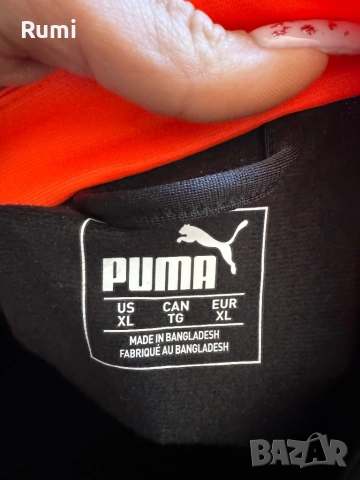 Rumi
PUMA
US CAN EUR
XL TG XL
MADE IN BANGLADESH
FABRIQUÉ AU BANGLADESH
BAZAR